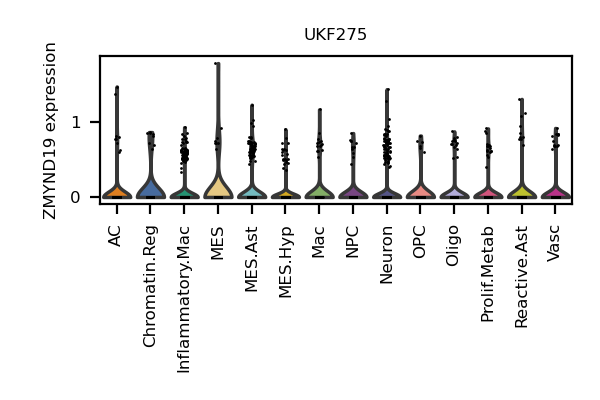 UKF275
ZMYND19 expression
1
0
AC
Chromatin.Reg
Inflammatory.Mac
MES
MES.Ast
MES.Hyp
Mac
NPC
Neuron
OPC
Oligo
Prolif.Metab
Reactive.Ast
Vasc